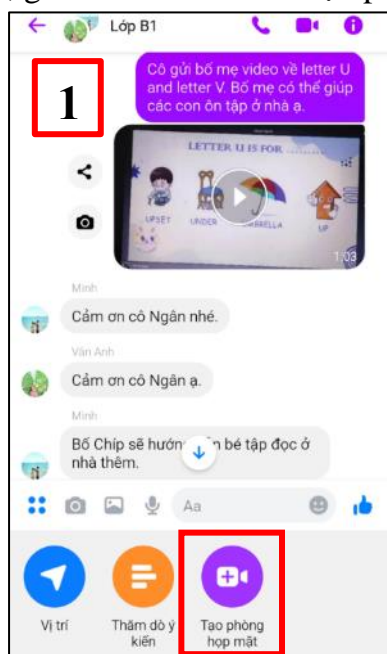 Lớp B1
1
Cô gửi bố mẹ video về letter U
and letter V. Bố mẹ có thể giúp
các con ôn tập ở nhà ạ.
LETTER U IS FOR ..........
UPSET
UNDER
UP
1:03
Minh
Cảm ơn cô Ngân nhé.
Vân Anh
Cảm ơn cô Ngân ạ.
Minh
Bố Chíp sẽ hướng bé tập đọc ở
nhà thêm.
Aa
Vị trí
Thăm dò ý
kiến
Tạo phòng
họp mặt